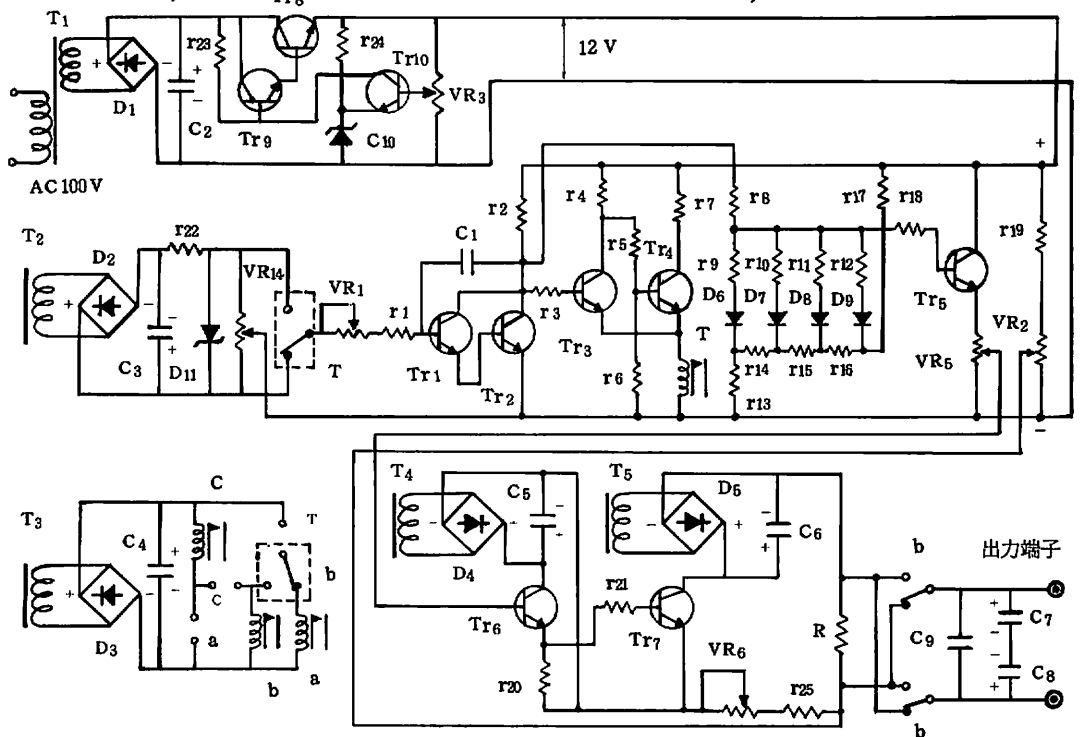 T1
r23
r24
Tr10
12 V
VR3
D1
C2
Tr9
C10
AC 100 V
T2
D2
r22
VR14
VR1
C1
r1
r2
r3
r4
r5
r7
Tr4
r8
r17
r18
r19
r9
r10
r11
r12
D6
D7
D8
D9
Tr5
VR2
C3
D11
T
Tr1
Tr2
Tr3
r6
T
r14
r15
r16
r13
VR5
T3
C
C4
T
b
c
a
D3
b
a
T4
C5
D4
T5
D5
C6
b
出力端子
r21
Tr6
Tr7
R
C9
C7
r20
VR6
r25
C8
b